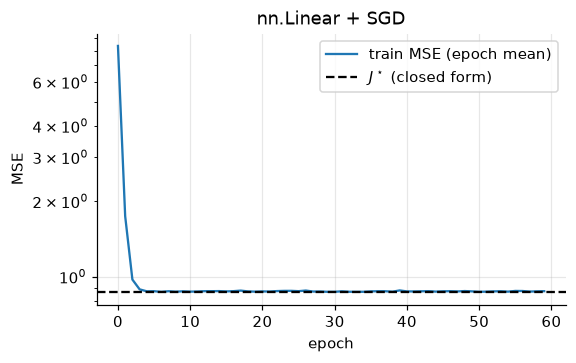 nn.Linear + SGD
train MSE (epoch mean)
J* (closed form)
MSE
6 × 10⁰
4 × 10⁰
3 × 10⁰
2 × 10⁰
10⁰
0 10 20 30 40 50 60
epoch